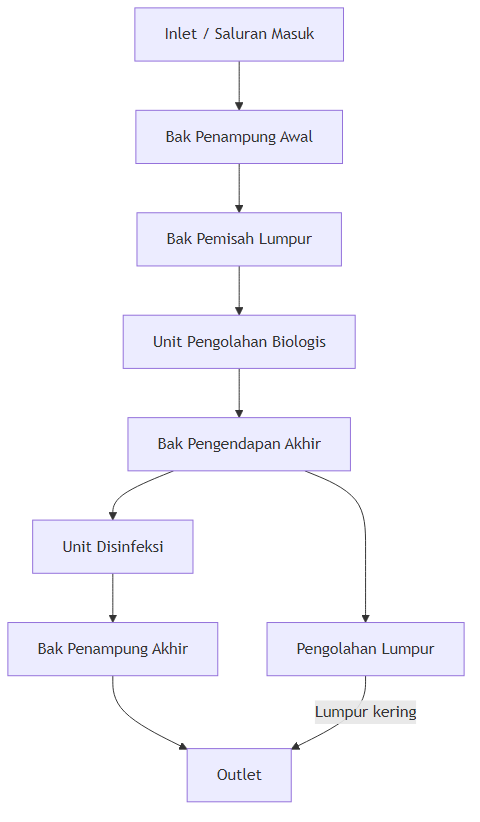 Inlet / Saluran Masuk
Bak Penampung Awal
Bak Pemisah Lumpur
Unit Pengolahan Biologis
Bak Pengendapan Akhir
Unit Disinfeksi
Bak Penampung Akhir
Pengolahan Lumpur
Lumpur kering
Outlet